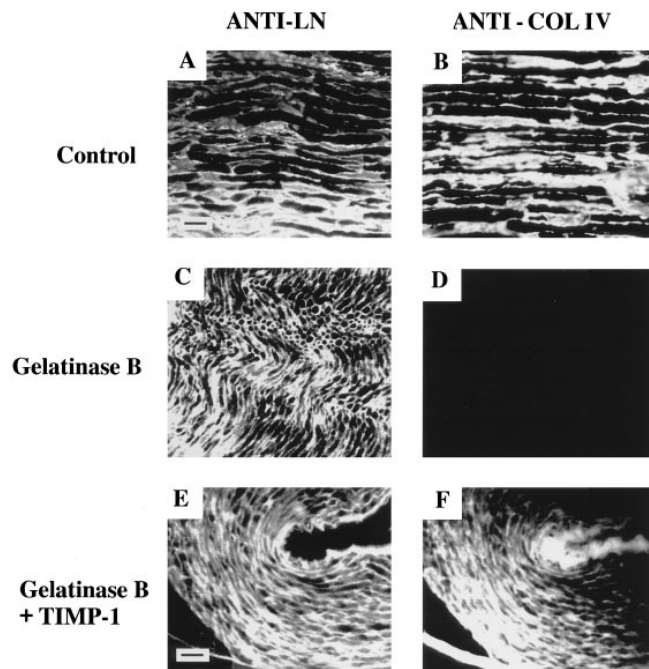 ANTI-LN
ANTI - COL IV
A
B
Control
C
D
Gelatinase B
E
F
Gelatinase B
+ TIMP-1